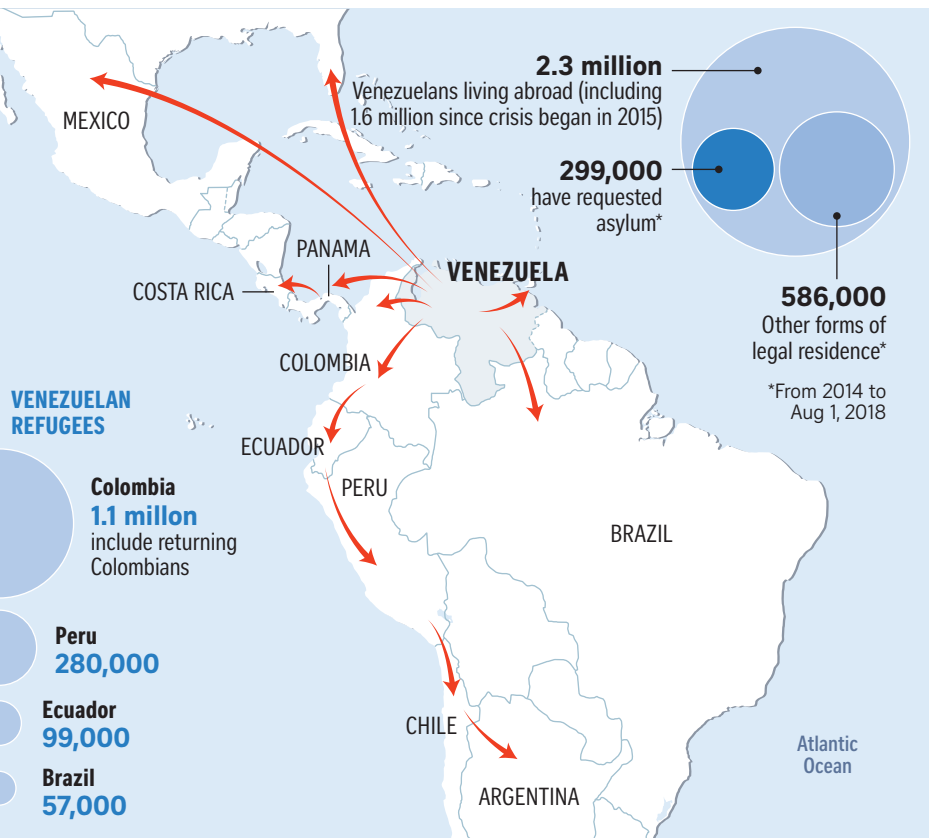 2.3 million
Venezuelans living abroad (including
1.6 million since crisis began in 2015)
299,000
have requested
asylum*
586,000
Other forms of
legal residence*
*From 2014 to
Aug 1, 2018
MEXICO
PANAMA
COSTA RICA
VENEZUELA
COLOMBIA
ECUADOR
PERU
BRAZIL
CHILE
ARGENTINA
Atlantic
Ocean
VENEZUELAN
REFUGEES
Colombia
1.1 millon
include returning
Colombians
Peru
280,000
Ecuador
99,000
Brazil
57,000